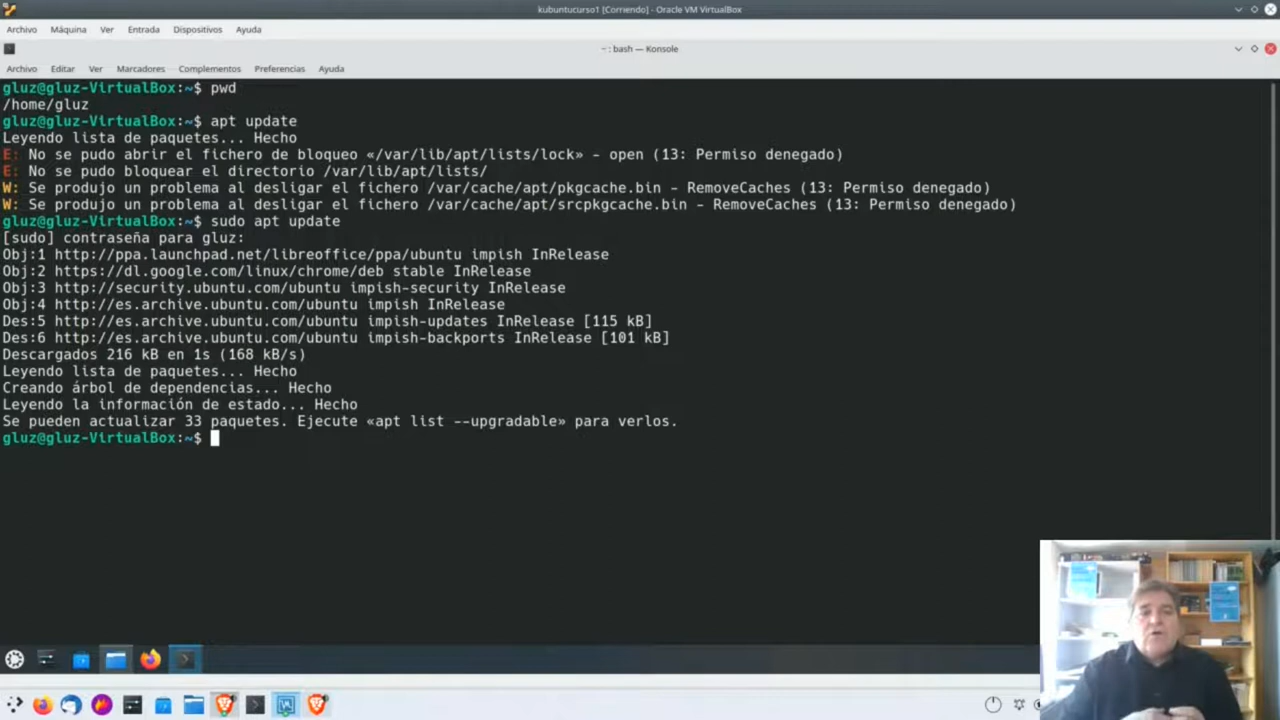 kubuntucurso1 [Corriendo] - Oracle VM VirtualBox
Archivo Máquina Ver Entrada Dispositivos Ayuda
~ : bash — Konsole
Archivo Editar Ver Marcadores Complementos Preferencias Ayuda
gluz@gluz-VirtualBox:~$ pwd
/home/gluz
gluz@gluz-VirtualBox:~$ apt update
Leyendo lista de paquetes... Hecho
E: No se pudo abrir el fichero de bloqueo «/var/lib/apt/lists/lock» - open (13: Permiso denegado)
E: No se pudo bloquear el directorio /var/lib/apt/lists/
W: Se produjo un problema al desligar el fichero /var/cache/apt/pkgcache.bin - RemoveCaches (13: Permiso denegado)
W: Se produjo un problema al desligar el fichero /var/cache/apt/srcpkgcache.bin - RemoveCaches (13: Permiso denegado)
gluz@gluz-VirtualBox:~$ sudo apt update
[sudo] contraseña para gluz:
Obj:1 http://ppa.launchpad.net/libreoffice/ppa/ubuntu impish InRelease
Obj:2 https://dl.google.com/linux/chrome/deb stable InRelease
Obj:3 http://security.ubuntu.com/ubuntu impish-security InRelease
Obj:4 http://es.archive.ubuntu.com/ubuntu impish InRelease
Des:5 http://es.archive.ubuntu.com/ubuntu impish-updates InRelease [115 kB]
Des:6 http://es.archive.ubuntu.com/ubuntu impish-backports InRelease [101 kB]
Descargados 216 kB en 1s (168 kB/s)
Leyendo lista de paquetes... Hecho
Creando árbol de dependencias... Hecho
Leyendo la información de estado... Hecho
Se pueden actualizar 33 paquetes. Ejecute «apt list --upgradable» para verlos.
gluz@gluz-VirtualBox:~$